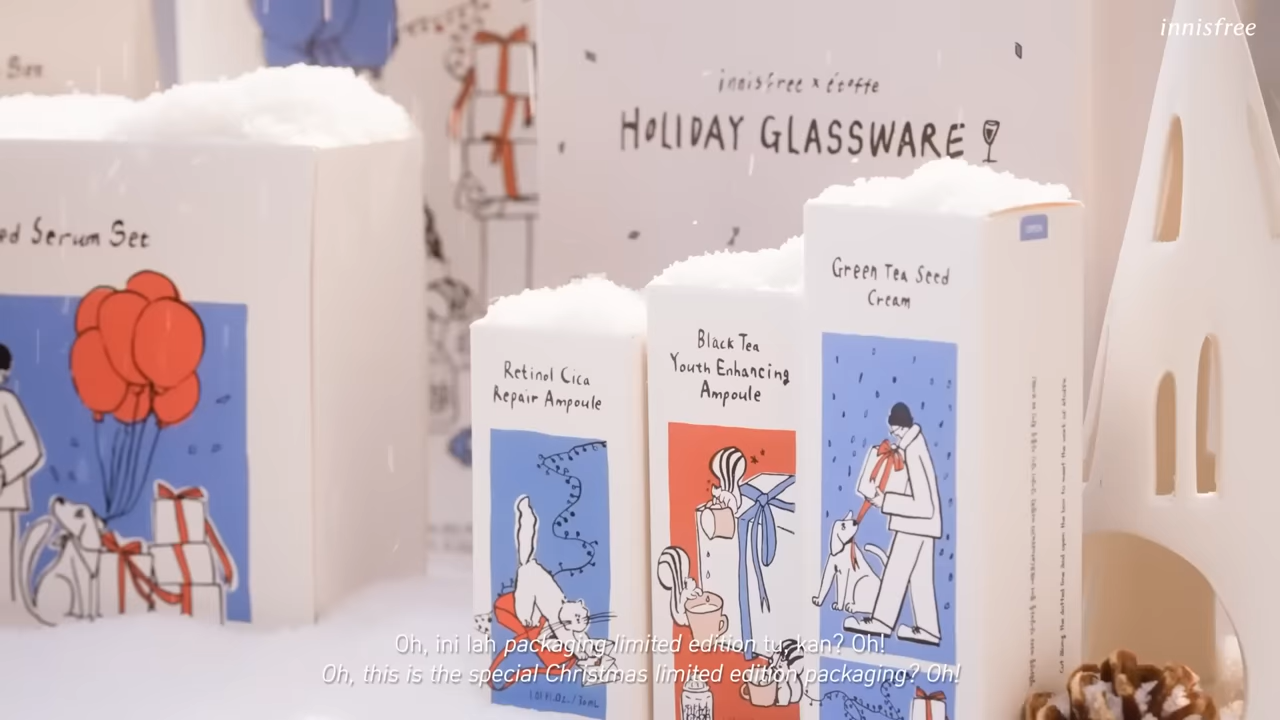 innisfree
innisfree x étoffe
HOLIDAY GLASSWARE
ed Serum Set
Green Tea Seed
Cream
Black Tea
Youth Enhancing
Ampoule
Retinol Cica
Repair Ampoule
Oh, ini lah packaging limited edition tu, kan? Oh!
Oh, this is the special Christmas limited edition packaging? Oh!